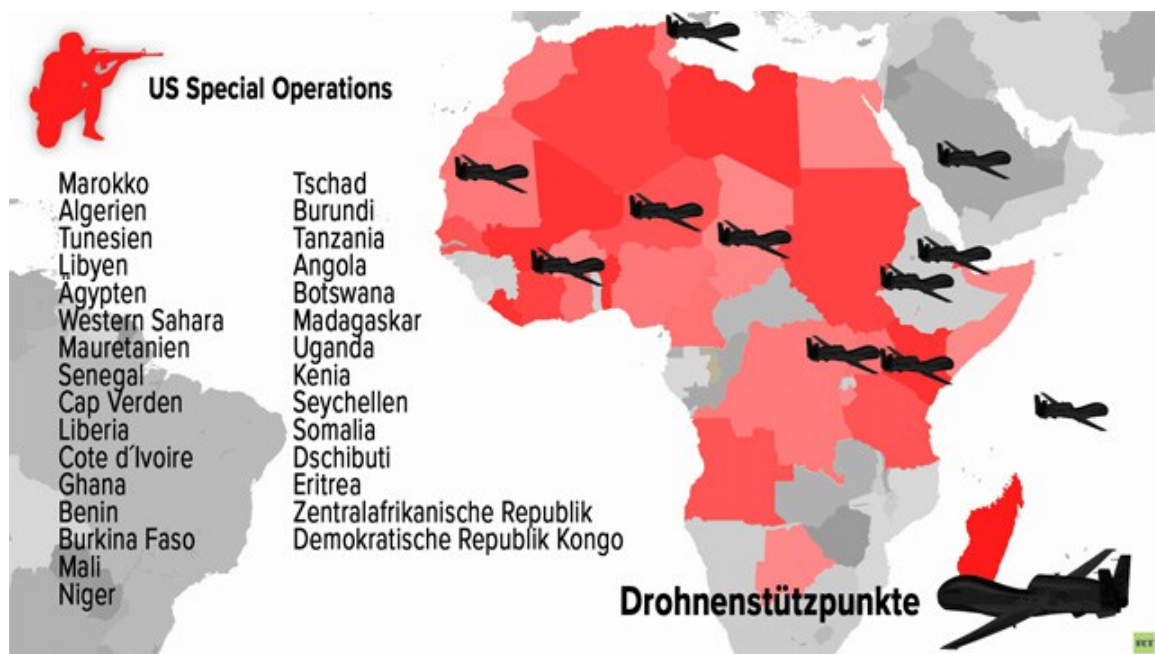 US Special Operations
Marokko
Algerien
Tunesien
Libyen
Ägypten
Western Sahara
Mauretanien
Senegal
Cap Verden
Liberia
Cote d´Ivoire
Ghana
Benin
Burkina Faso
Mali
Niger
Tschad
Burundi
Tanzania
Angola
Botswana
Madagaskar
Uganda
Kenia
Seychellen
Somalia
Dschibuti
Eritrea
Zentralafrikanische Republik
Demokratische Republik Kongo
Drohnenstützpunkte
RT